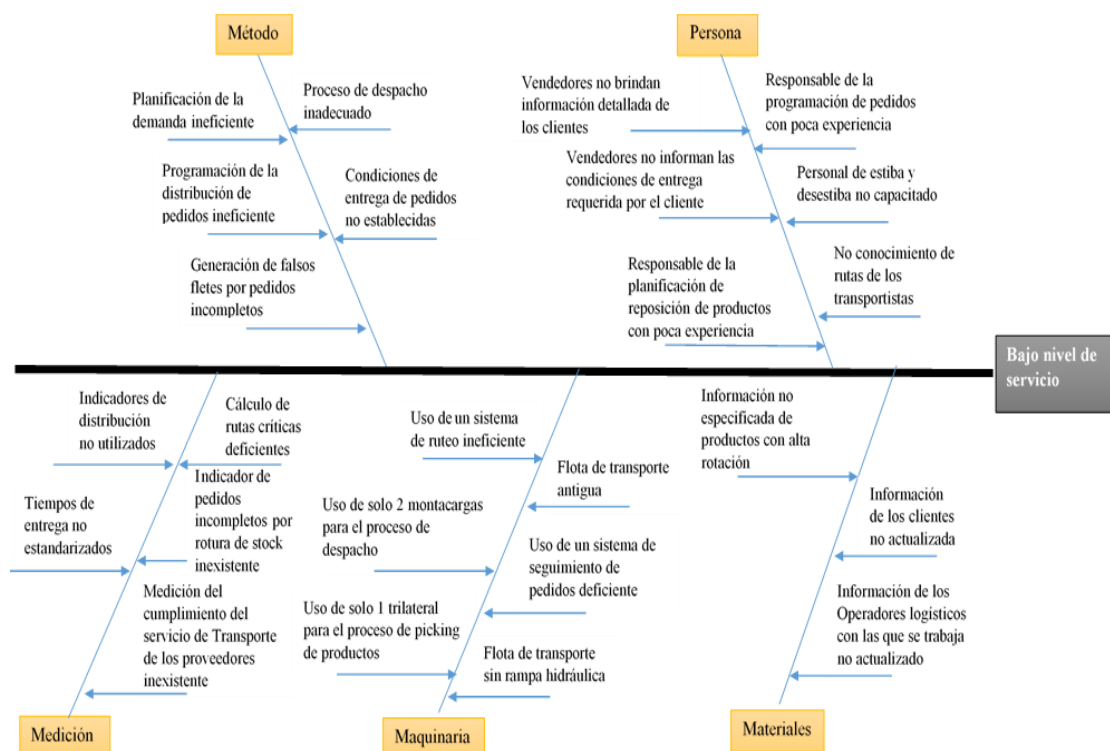 Método
Proceso de despacho
inadecuado
Planificación de la
demanda ineficiente
Programación de la
distribución de
pedidos ineficiente
Condiciones de
entrega de pedidos
no establecidas
Generación de falsos
fletes por pedidos
incompletos
Persona
Vendedores no brindan
información detallada de
los clientes
Responsable de la
programación de pedidos
con poca experiencia
Vendedores no informan las
condiciones de entrega
requerida por el cliente
Personal de estiba y
desestiba no capacitado
Responsable de la
planificación de
reposición de productos
con poca experiencia
No conocimiento de
rutas de los
transportistas
Bajo nivel de
servicio
Indicadores de
distribución
no utilizados
Cálculo de
rutas críticas
deficientes
Tiempos de
entrega no
estandarizados
Indicador de
pedidos
incompletos por
rotura de stock
inexistente
Medición del
cumplimiento del
servicio de Transporte
de los proveedores
inexistente
Medición
Uso de un sistema
de ruteo ineficiente
Flota de transporte
antigua
Uso de solo 2 montacargas
para el proceso de
despacho
Uso de un sistema de
seguimiento de
pedidos deficiente
Uso de solo 1 trilateral
para el proceso de picking
de productos
Flota de transporte
sin rampa hidráulica
Maquinaria
Información no
especificada de
productos con alta
rotación
Información
de los clientes
no actualizada
Información de los
Operadores logísticos
con las que se trabaja
no actualizado
Materiales